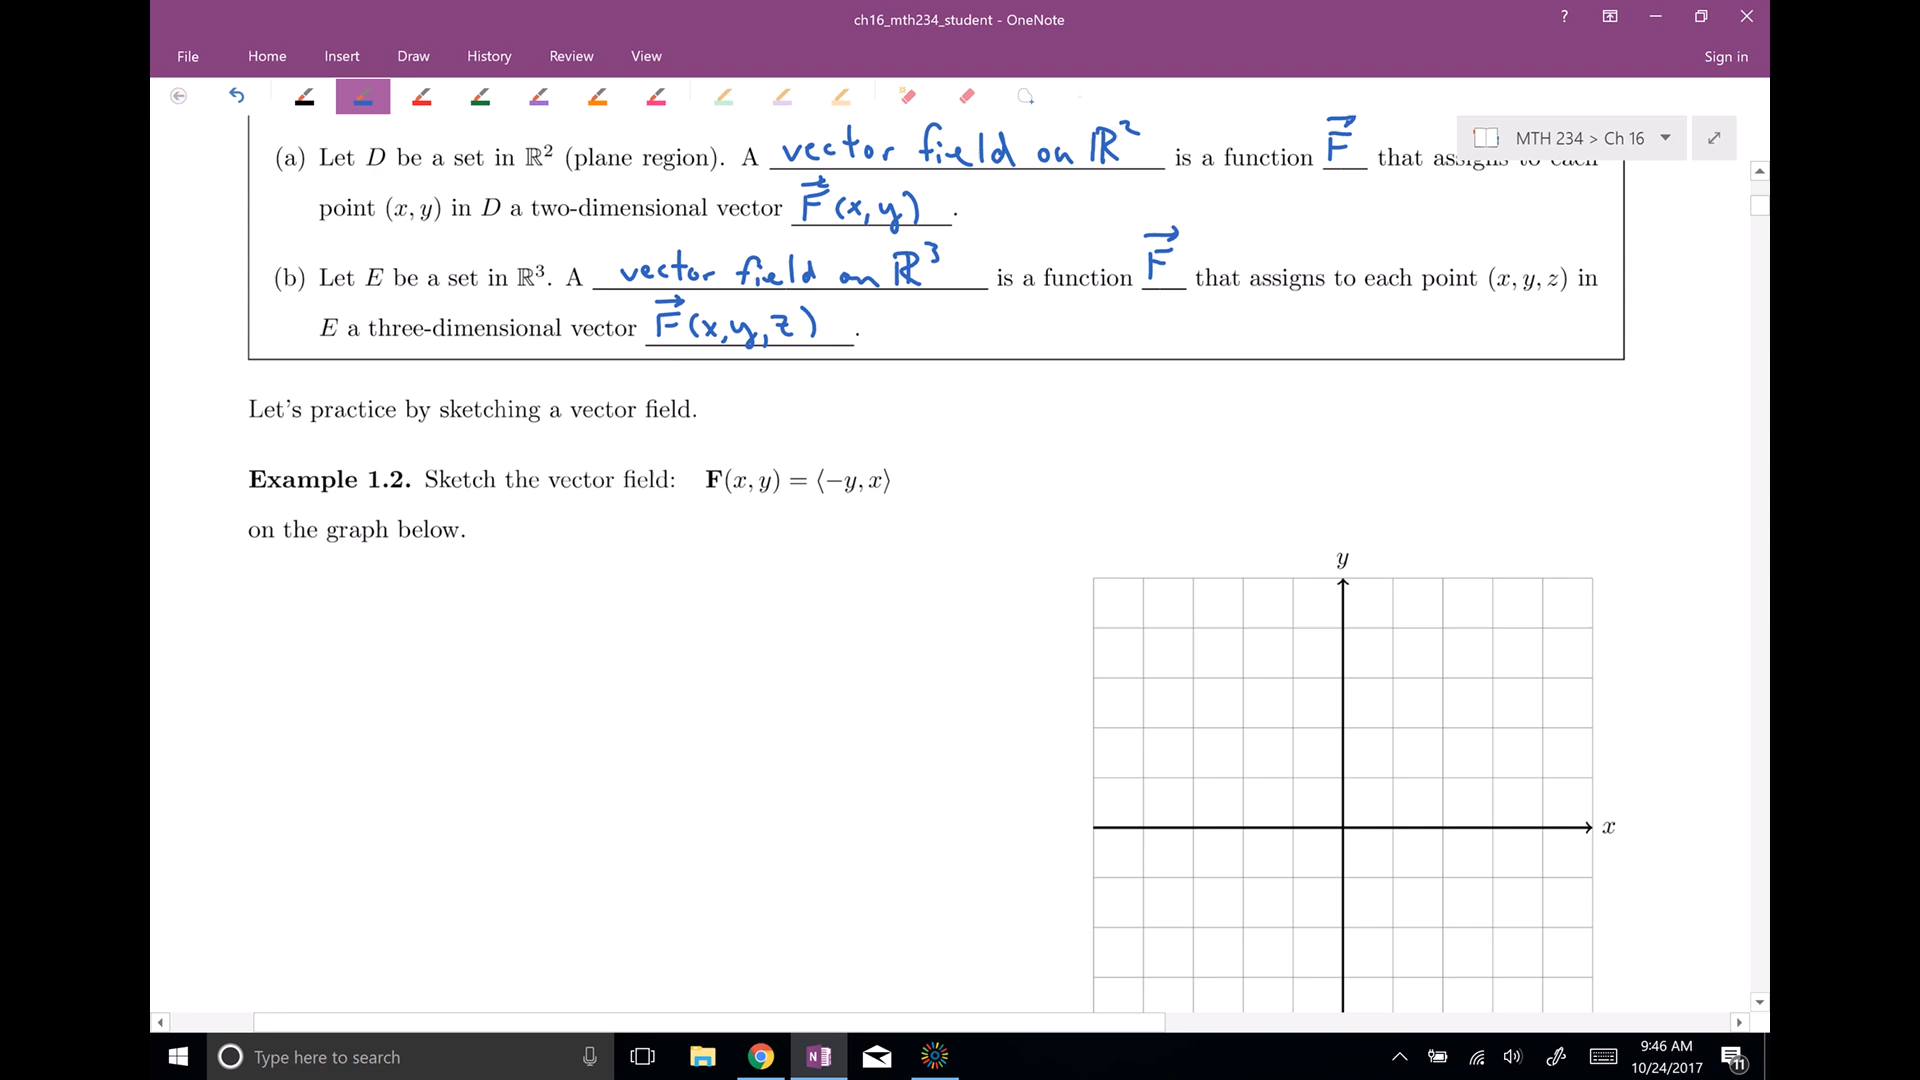 ch16_mth234_student - OneNote
?
File Home Insert Draw History Review View Sign in
MTH 234 > Ch 16
(a) Let D be a set in ℝ² (plane region). A vector field on ℝ² is a function F⃗ that assigns to each
point (x, y) in D a two-dimensional vector F⃗(x,y).
(b) Let E be a set in ℝ³. A vector field on ℝ³ is a function F⃗ that assigns to each point (x, y, z) in
E a three-dimensional vector F⃗(x,y,z).
Let's practice by sketching a vector field.
Example 1.2. Sketch the vector field: F(x, y) = ⟨−y, x⟩
on the graph below.
y
x
Type here to search
9:46 AM
10/24/2017
11